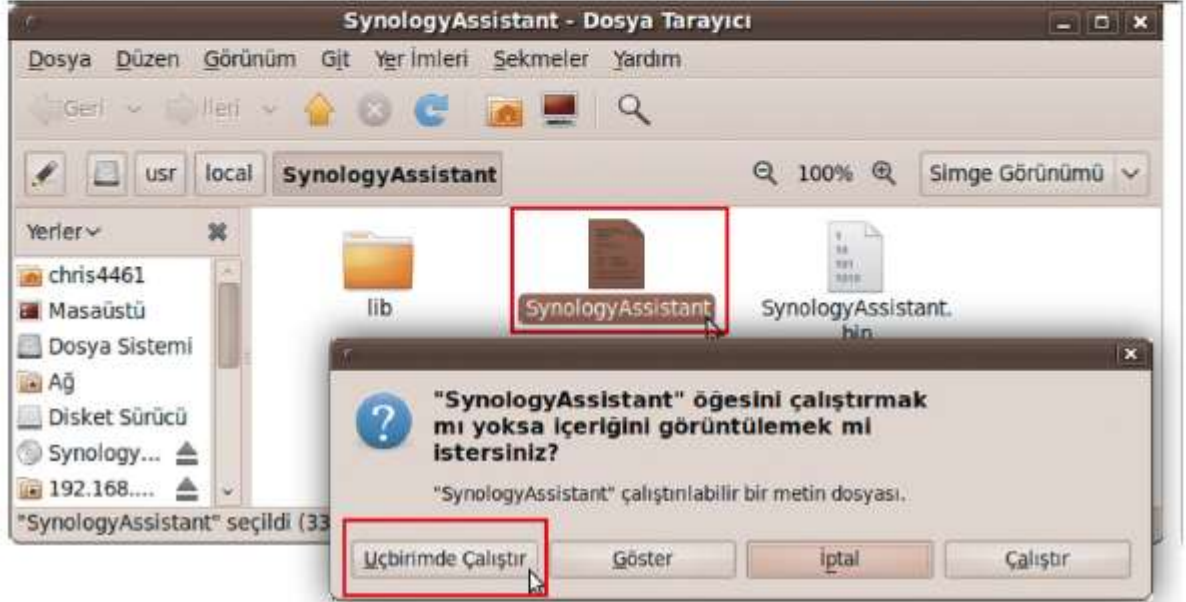 SynologyAssistant - Dosya Tarayıcı
Dosya Düzen Görünüm Git Yer İmleri Sekmeler Yardım
Geri İleri
usr local SynologyAssistant 100% Simge Görünümü
Yerler
chris4461
Masaüstü
Dosya Sistemi
Ağ
Disket Sürücü
Synology...
192.168....
lib
SynologyAssistant
SynologyAssistant.
bin
"SynologyAssistant" seçildi (33
"SynologyAssistant" öğesini çalıştırmak
mı yoksa içeriğini görüntülemek mi
istersiniz?
"SynologyAssistant" çalıştırılabilir bir metin dosyası.
Uçbirimde Çalıştır Göster İptal Çalıştır